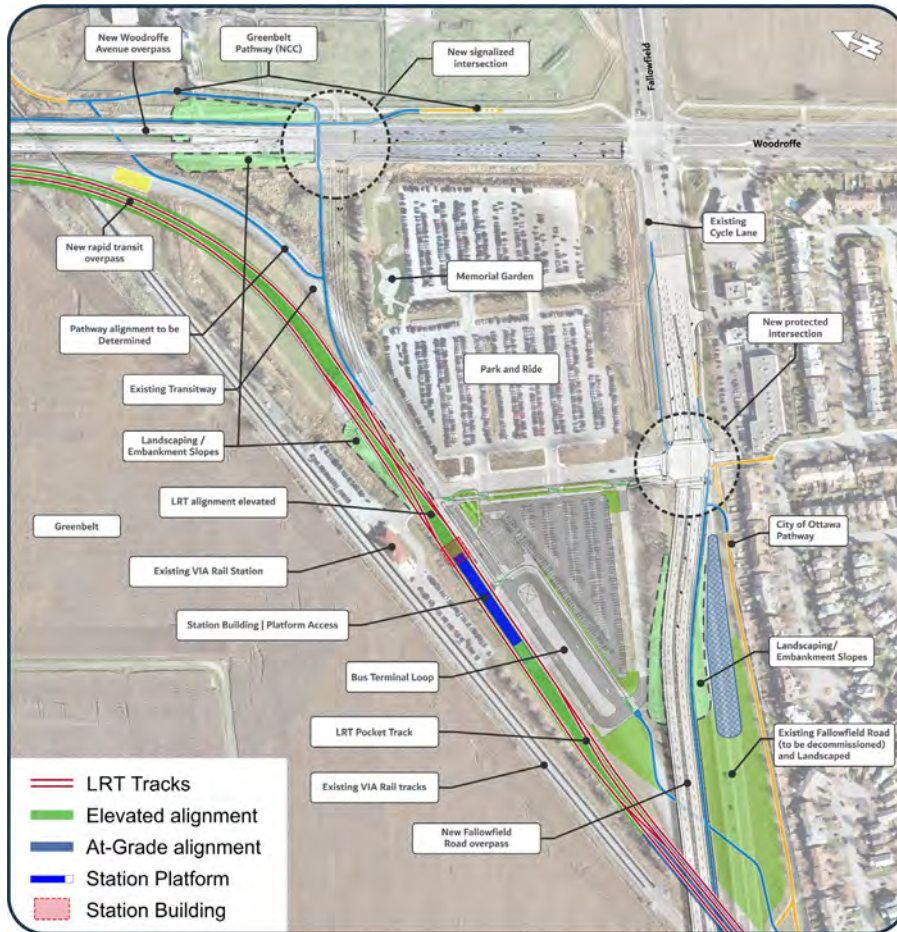 New Woodroffe
Avenue overpass
Greenbelt
Pathway (NCC)
New signalized
intersection
N
Fallowfield
Woodroffe
New rapid transit
overpass
Existing
Cycle Lane
Memorial Garden
Pathway alignment to be
Determined
New protected
intersection
Park and Ride
Existing Transitway
Landscaping /
Embankment Slopes
LRT alignment elevated
Greenbelt
City of Ottawa
Pathway
Existing VIA Rail Station
Station Building | Platform Access
Bus Terminal Loop
Landscaping/
Embankment Slopes
LRT Pocket Track
Existing Fallowfield Road
(to be decommissioned)
and Landscaped
Existing VIA Rail tracks
New Fallowfield
Road overpass
LRT Tracks
Elevated alignment
At-Grade alignment
Station Platform
Station Building